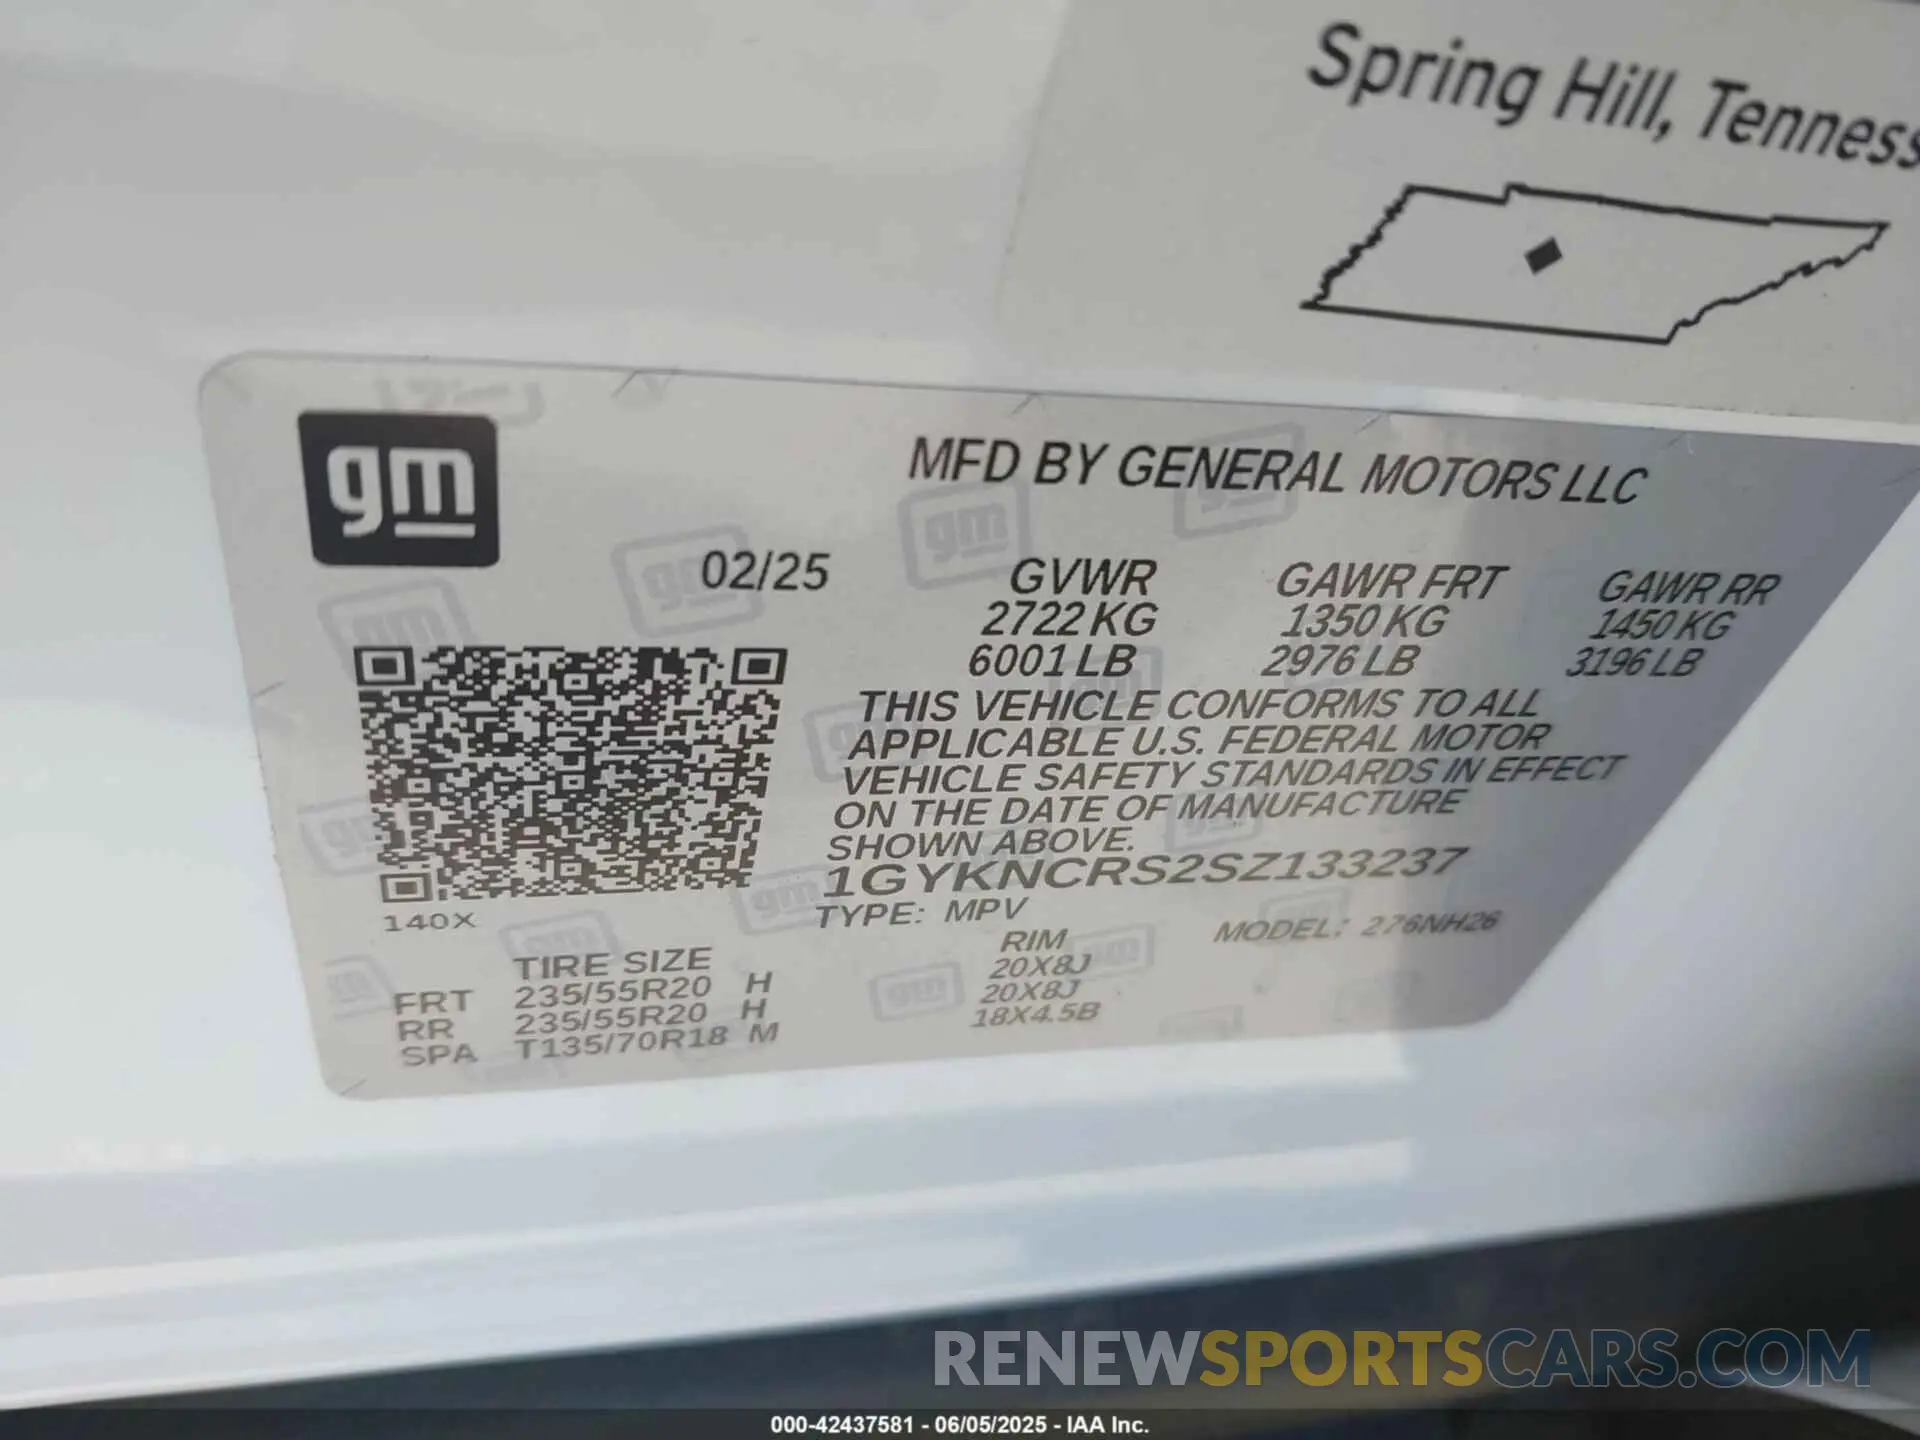 Spring Hill, Tenness
gm
MFD BY GENERAL MOTORS LLC
02/25
GVWR GAWR FRT GAWR RR
2722 KG 1350 KG 1450 KG
6001 LB 2976 LB 3196 LB
THIS VEHICLE CONFORMS TO ALL
APPLICABLE U.S. FEDERAL MOTOR
VEHICLE SAFETY STANDARDS IN EFFECT
ON THE DATE OF MANUFACTURE
SHOWN ABOVE.
1GYKNCRS2SZ133237
140X
TYPE: MPV MODEL: 276NH26
TIRE SIZE RIM
FRT 235/55R20 H 20X8J
RR 235/55R20 H 20X8J
SPA T135/70R18 M 18X4.5B
RENEWSPORTSCARS.COM
000-42437581 - 06/05/2025 - IAA Inc.